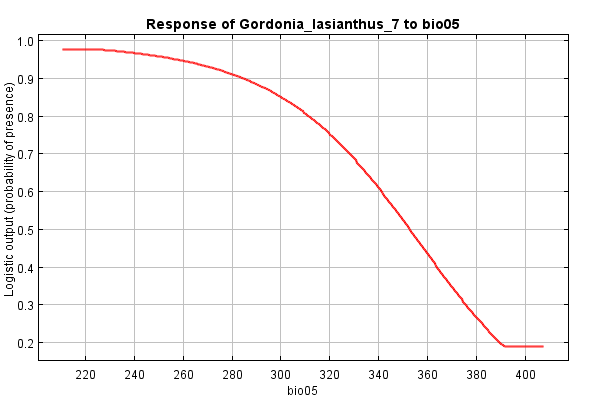 Response of Gordonia_lasianthus_7 to bio05
Logistic output (probability of presence)
1.0
0.9
0.8
0.7
0.6
0.5
0.4
0.3
0.2
220 240 260 280 300 320 340 360 380 400
bio05